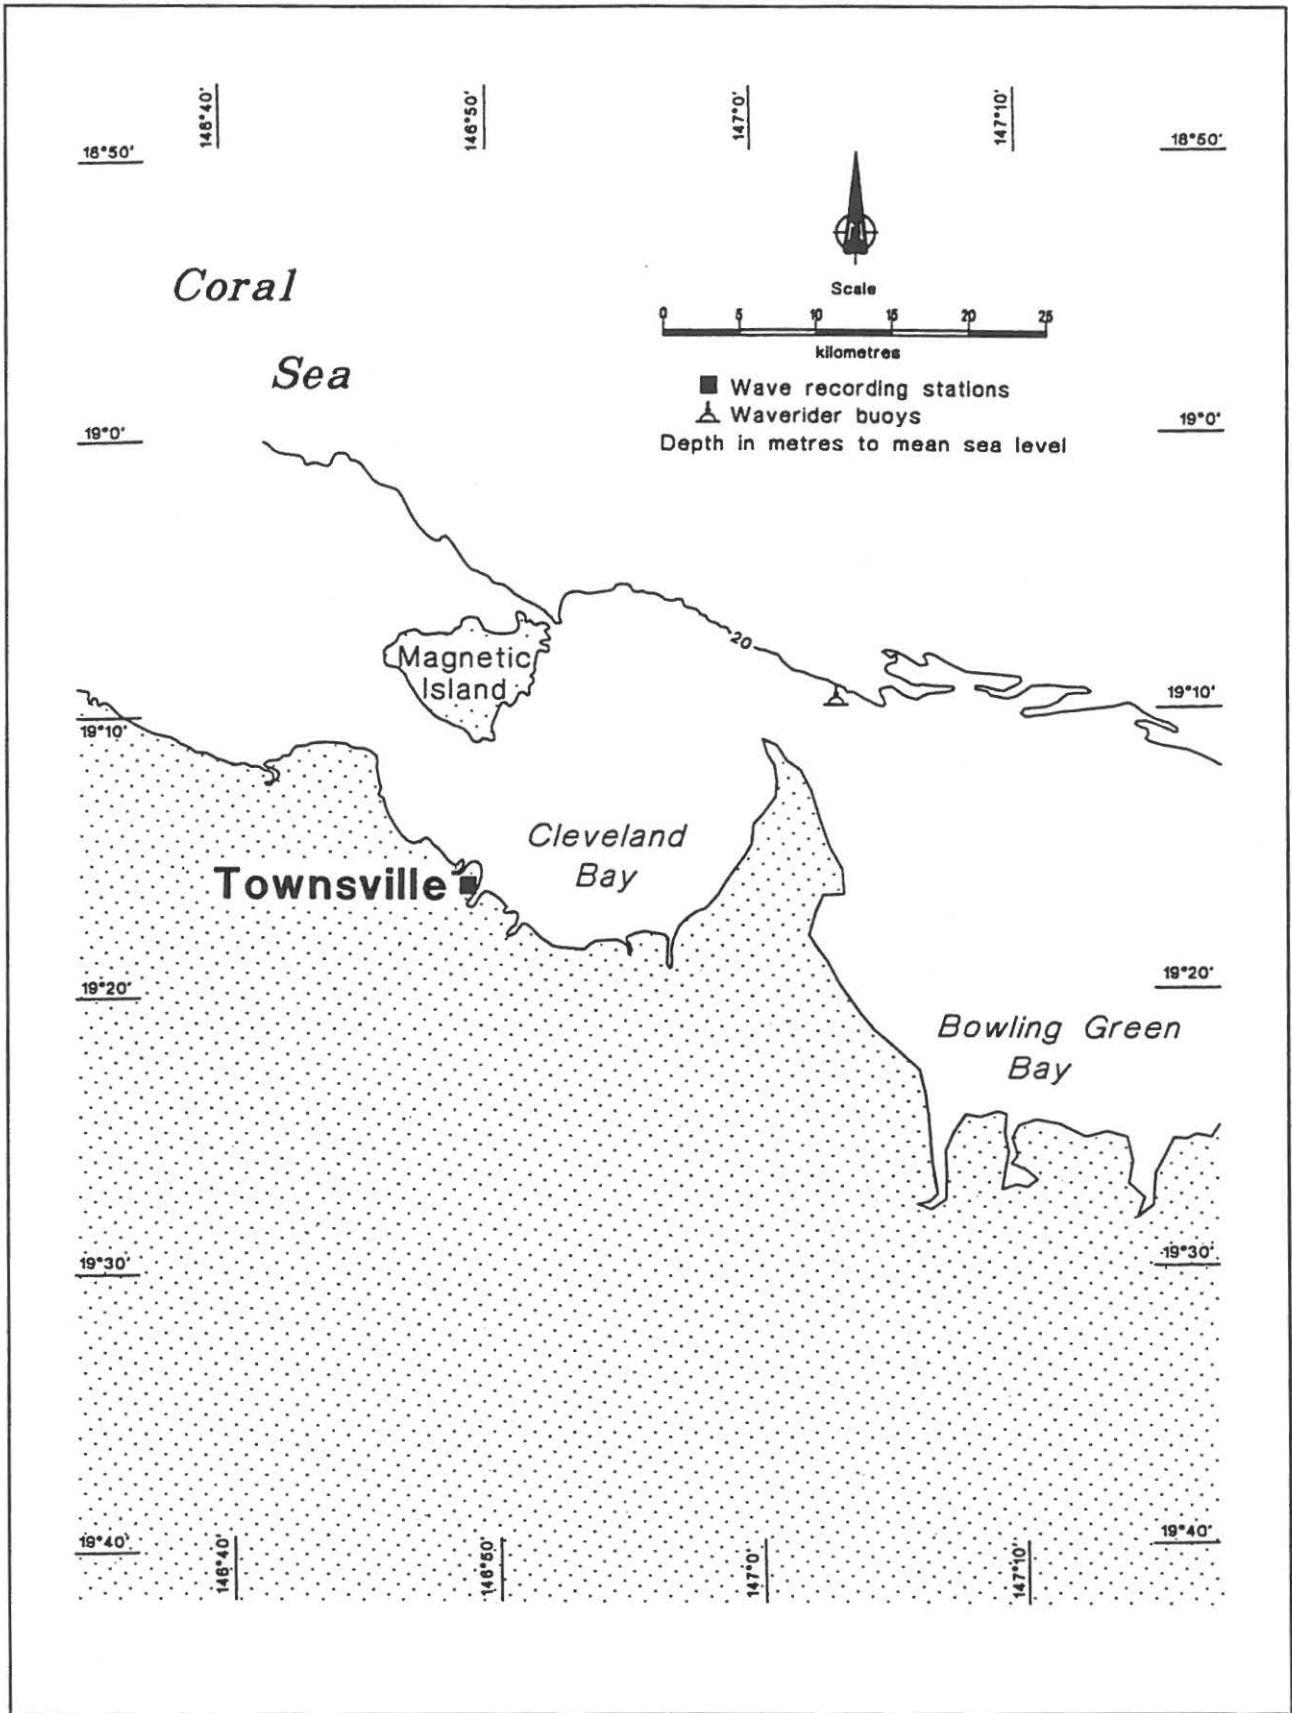 146°40'
146°50'
147°0'
147°10'
18°50'
18°50'
Coral
Scale
0 5 10 15 20 25
kilometres
Sea
Wave recording stations
Waverider buoys
Depth in metres to mean sea level
19°0'
19°0'
20
Magnetic
Island
19°10'
19°10'
Cleveland
Bay
Townsville
19°20'
19°20'
Bowling Green
Bay
19°30'
19°30'
19°40'
19°40'
146°40'
146°50'
147°0'
147°10'